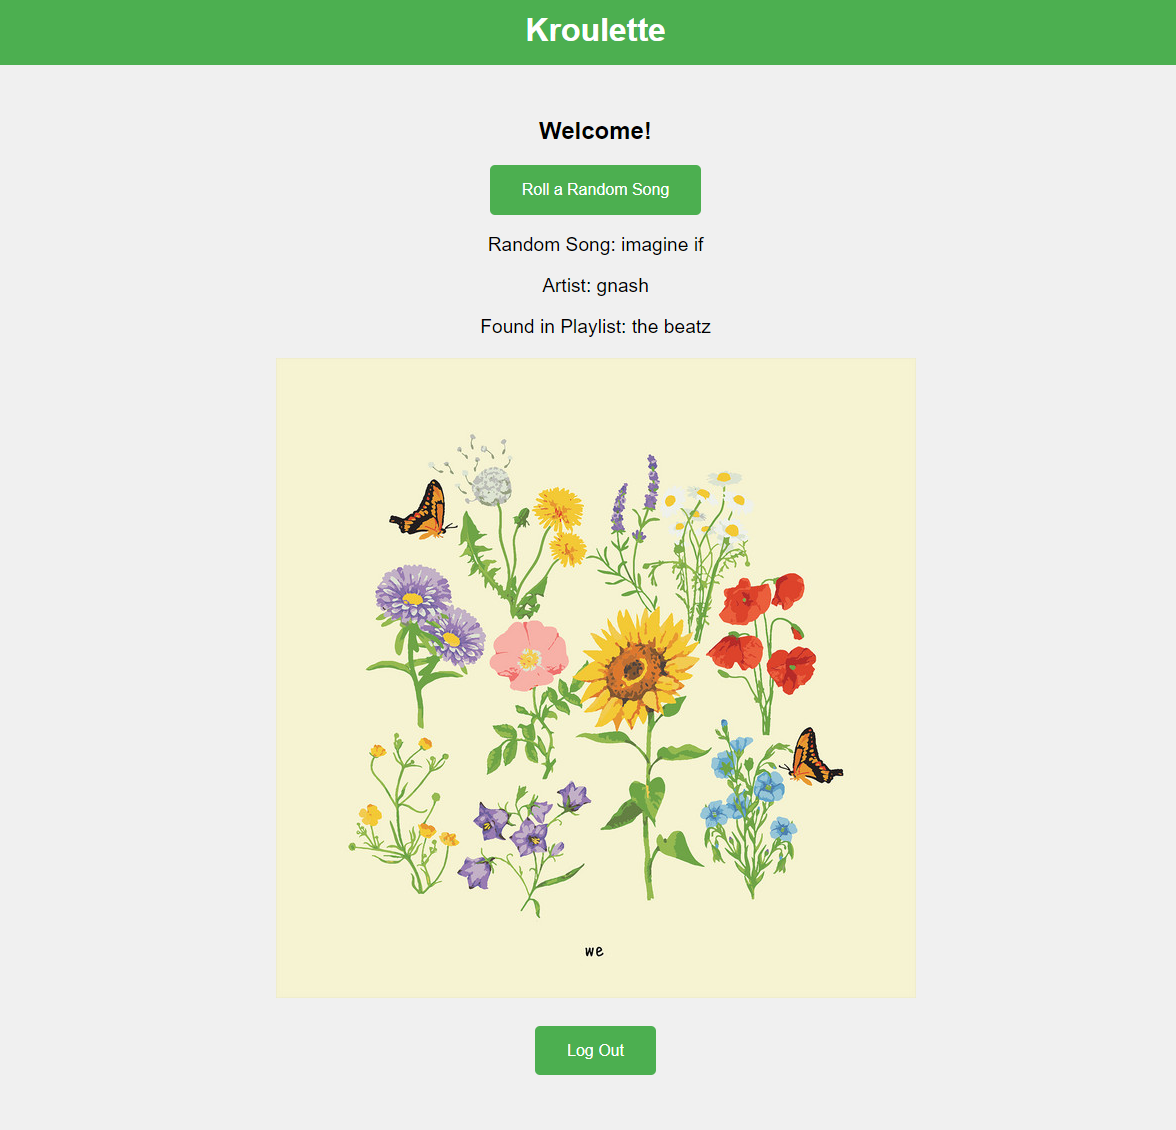 Kroulette
Welcome!
Roll a Random Song
Random Song: imagine if
Artist: gnash
Found in Playlist: the beatz
we
Log Out